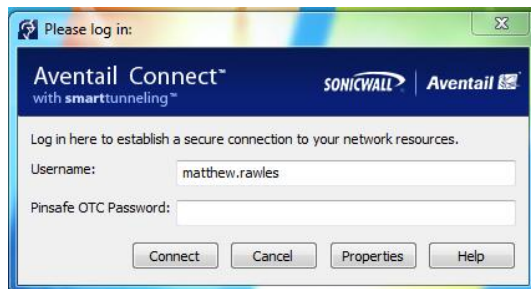 Please log in:
Aventail Connect™
with smarttunneling™
SONICWALL Aventail
Log in here to establish a secure connection to your network resources.
Username: matthew.rawles
Pinsafe OTC Password:
Connect Cancel Properties Help